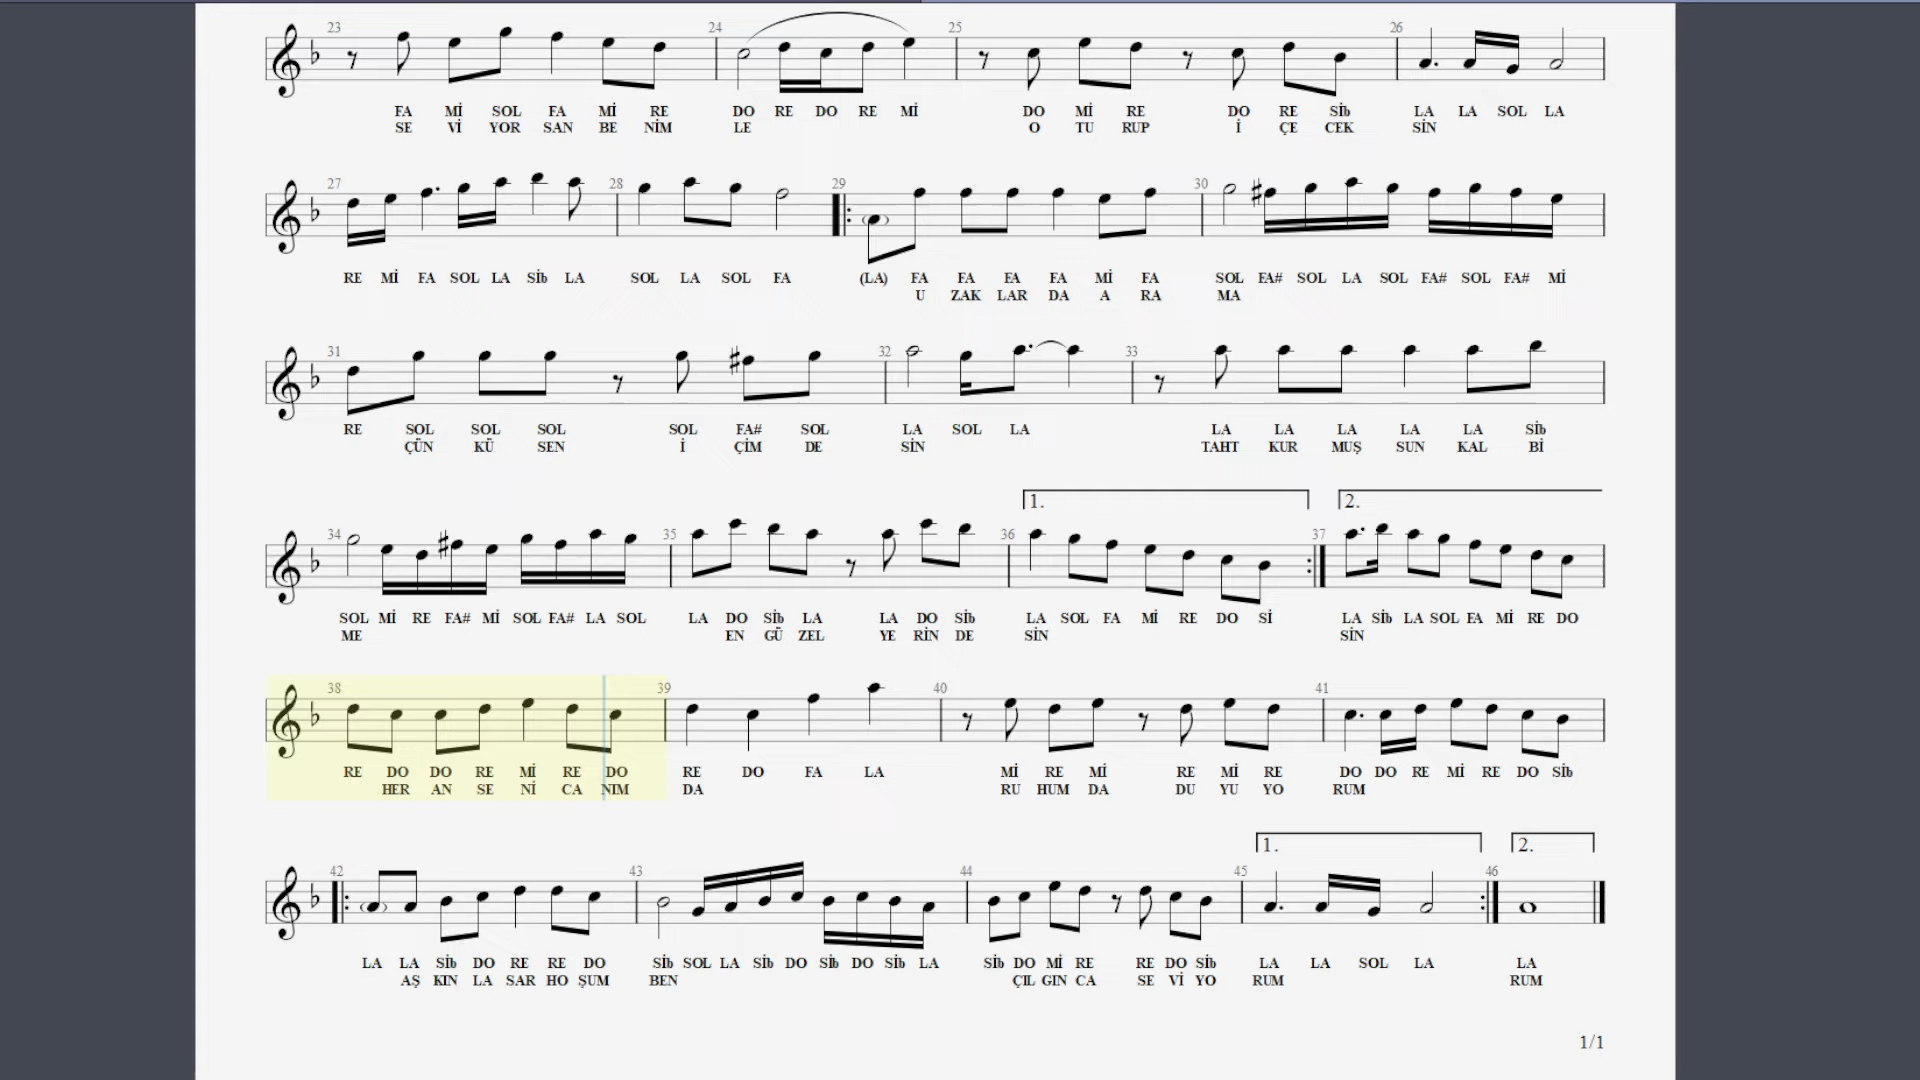 23 24 25 26
FA Mİ SOL FA Mİ RE DO RE DO RE Mİ DO Mİ RE DO RE Sİb LA LA SOL LA
SE Vİ YOR SAN BE NİM LE O TU RUP İ ÇE CEK SİN
27 28 29 30
RE Mİ FA SOL LA Sİb LA SOL LA SOL FA (LA) FA FA FA FA Mİ FA SOL FA# SOL LA SOL FA# SOL FA# Mİ
U ZAK LAR DA A RA MA
31 32 33
RE SOL SOL SOL SOL FA# SOL LA SOL LA LA LA LA LA LA Sİb
ÇÜN KÜ SEN İ ÇİM DE SİN TAHT KUR MUŞ SUN KAL Bİ
1. 2.
34 35 36 37
SOL Mİ RE FA# Mİ SOL FA# LA SOL LA DO Sİb LA LA DO Sİb LA SOL FA Mİ RE DO Sİ LA Sİb LA SOL FA Mİ RE DO
ME EN GÜ ZEL YE RİN DE SİN SİN
38 39 40 41
RE DO DO RE Mİ RE DO RE DO FA LA Mİ RE Mİ RE Mİ RE DO DO RE Mİ RE DO Sİb
HER AN SE Nİ CA NIM DA RU HUM DA DU YU YO RUM
1. 2.
42 43 44 45 46
LA LA Sİb DO RE RE DO Sİb SOL LA Sİb DO Sİb DO Sİb LA Sİb DO Mİ RE RE DO Sİb LA LA SOL LA LA
AŞ KIN LA SAR HO ŞUM BEN ÇIL GIN CA SE Vİ YO RUM RUM
1/1